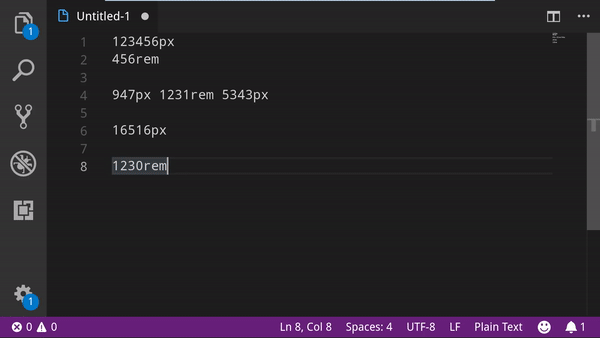 1
Untitled-1
1 123456px
2 456rem
3
4 947px 1231rem 5343px
5
6 16516px
7
8 1230rem
1
0 0 Ln 8, Col 8 Spaces: 4 UTF-8 LF Plain Text 1